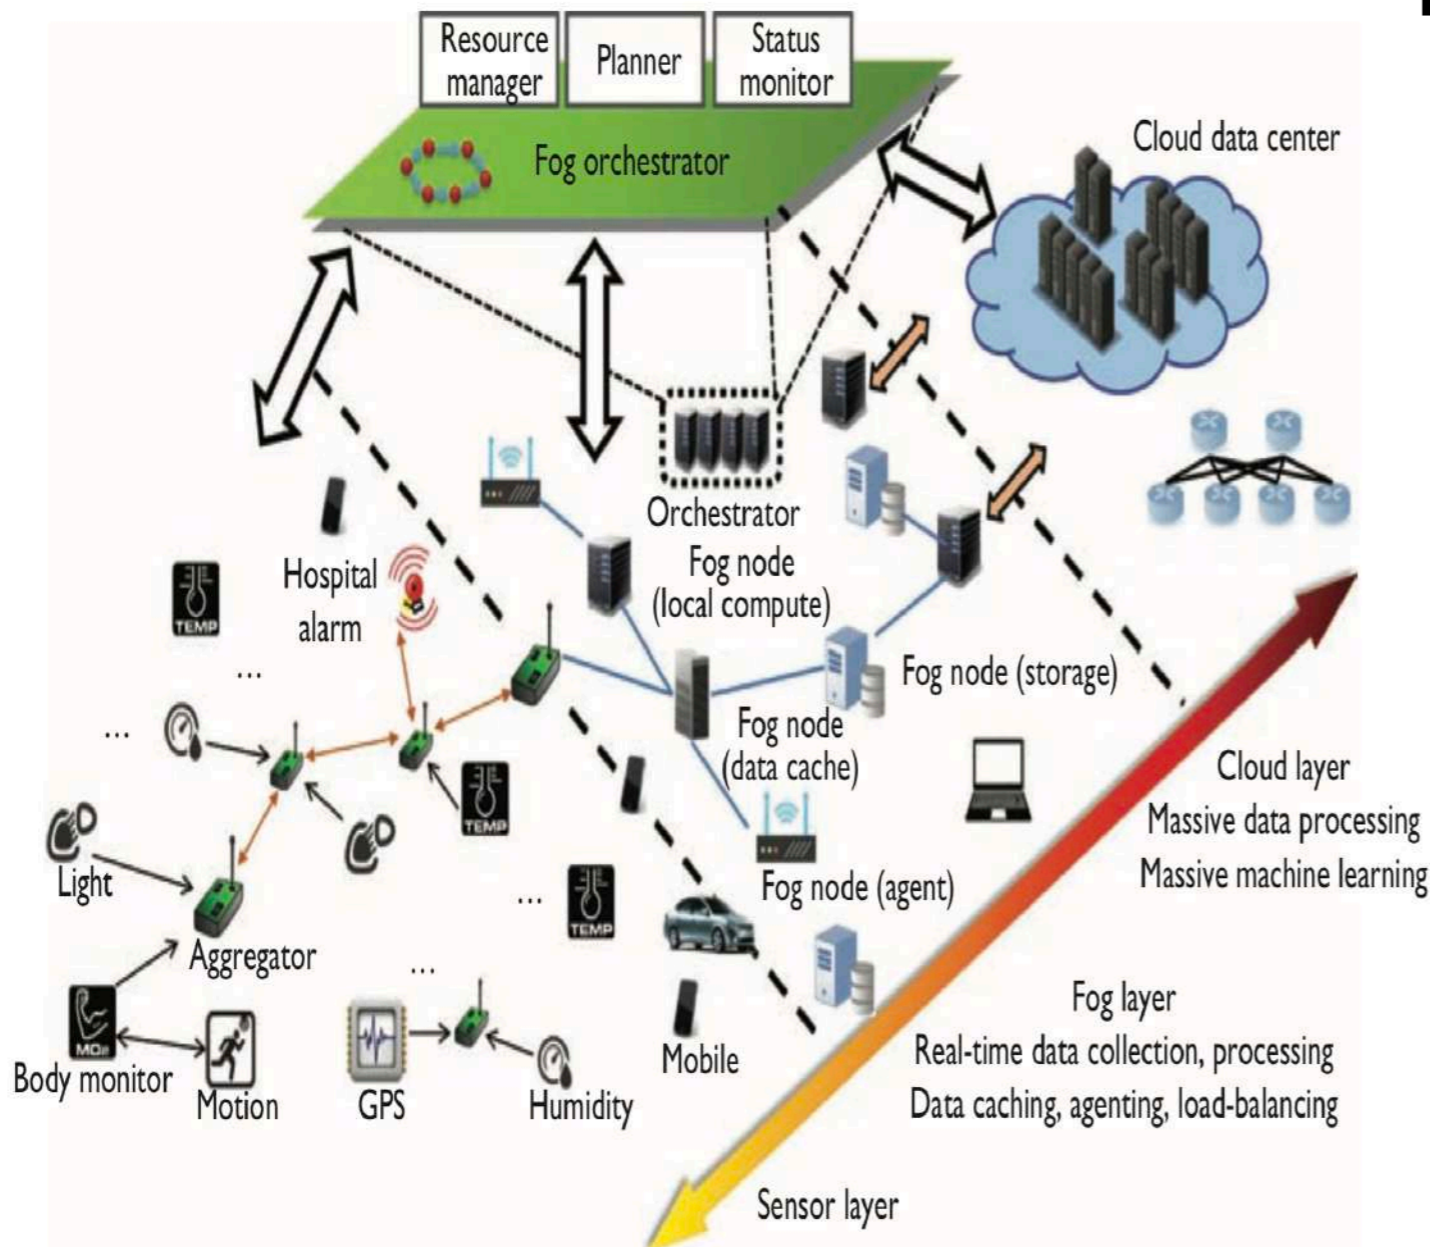 Resource
manager
Planner
Status
monitor
Fog orchestrator
Cloud data center
Orchestrator
Fog node
(local compute)
Hospital
alarm
TEMP
...
...
Fog node (storage)
Fog node
(data cache)
TEMP
Light
Cloud layer
Massive data processing
Massive machine learning
Fog node (agent)
...
TEMP
Aggregator
...
Body monitor
Motion
GPS
Humidity
Mobile
Fog layer
Real-time data collection, processing
Data caching, agenting, load-balancing
Sensor layer